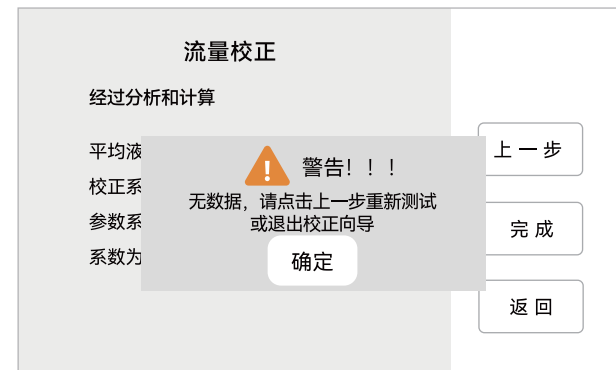 流量校正
经过分析和计算
平均液
校正系
参数系
系数为
警告！！！
无数据，请点击上一步重新测试
或退出校正向导
确定
上一步
完成
返回